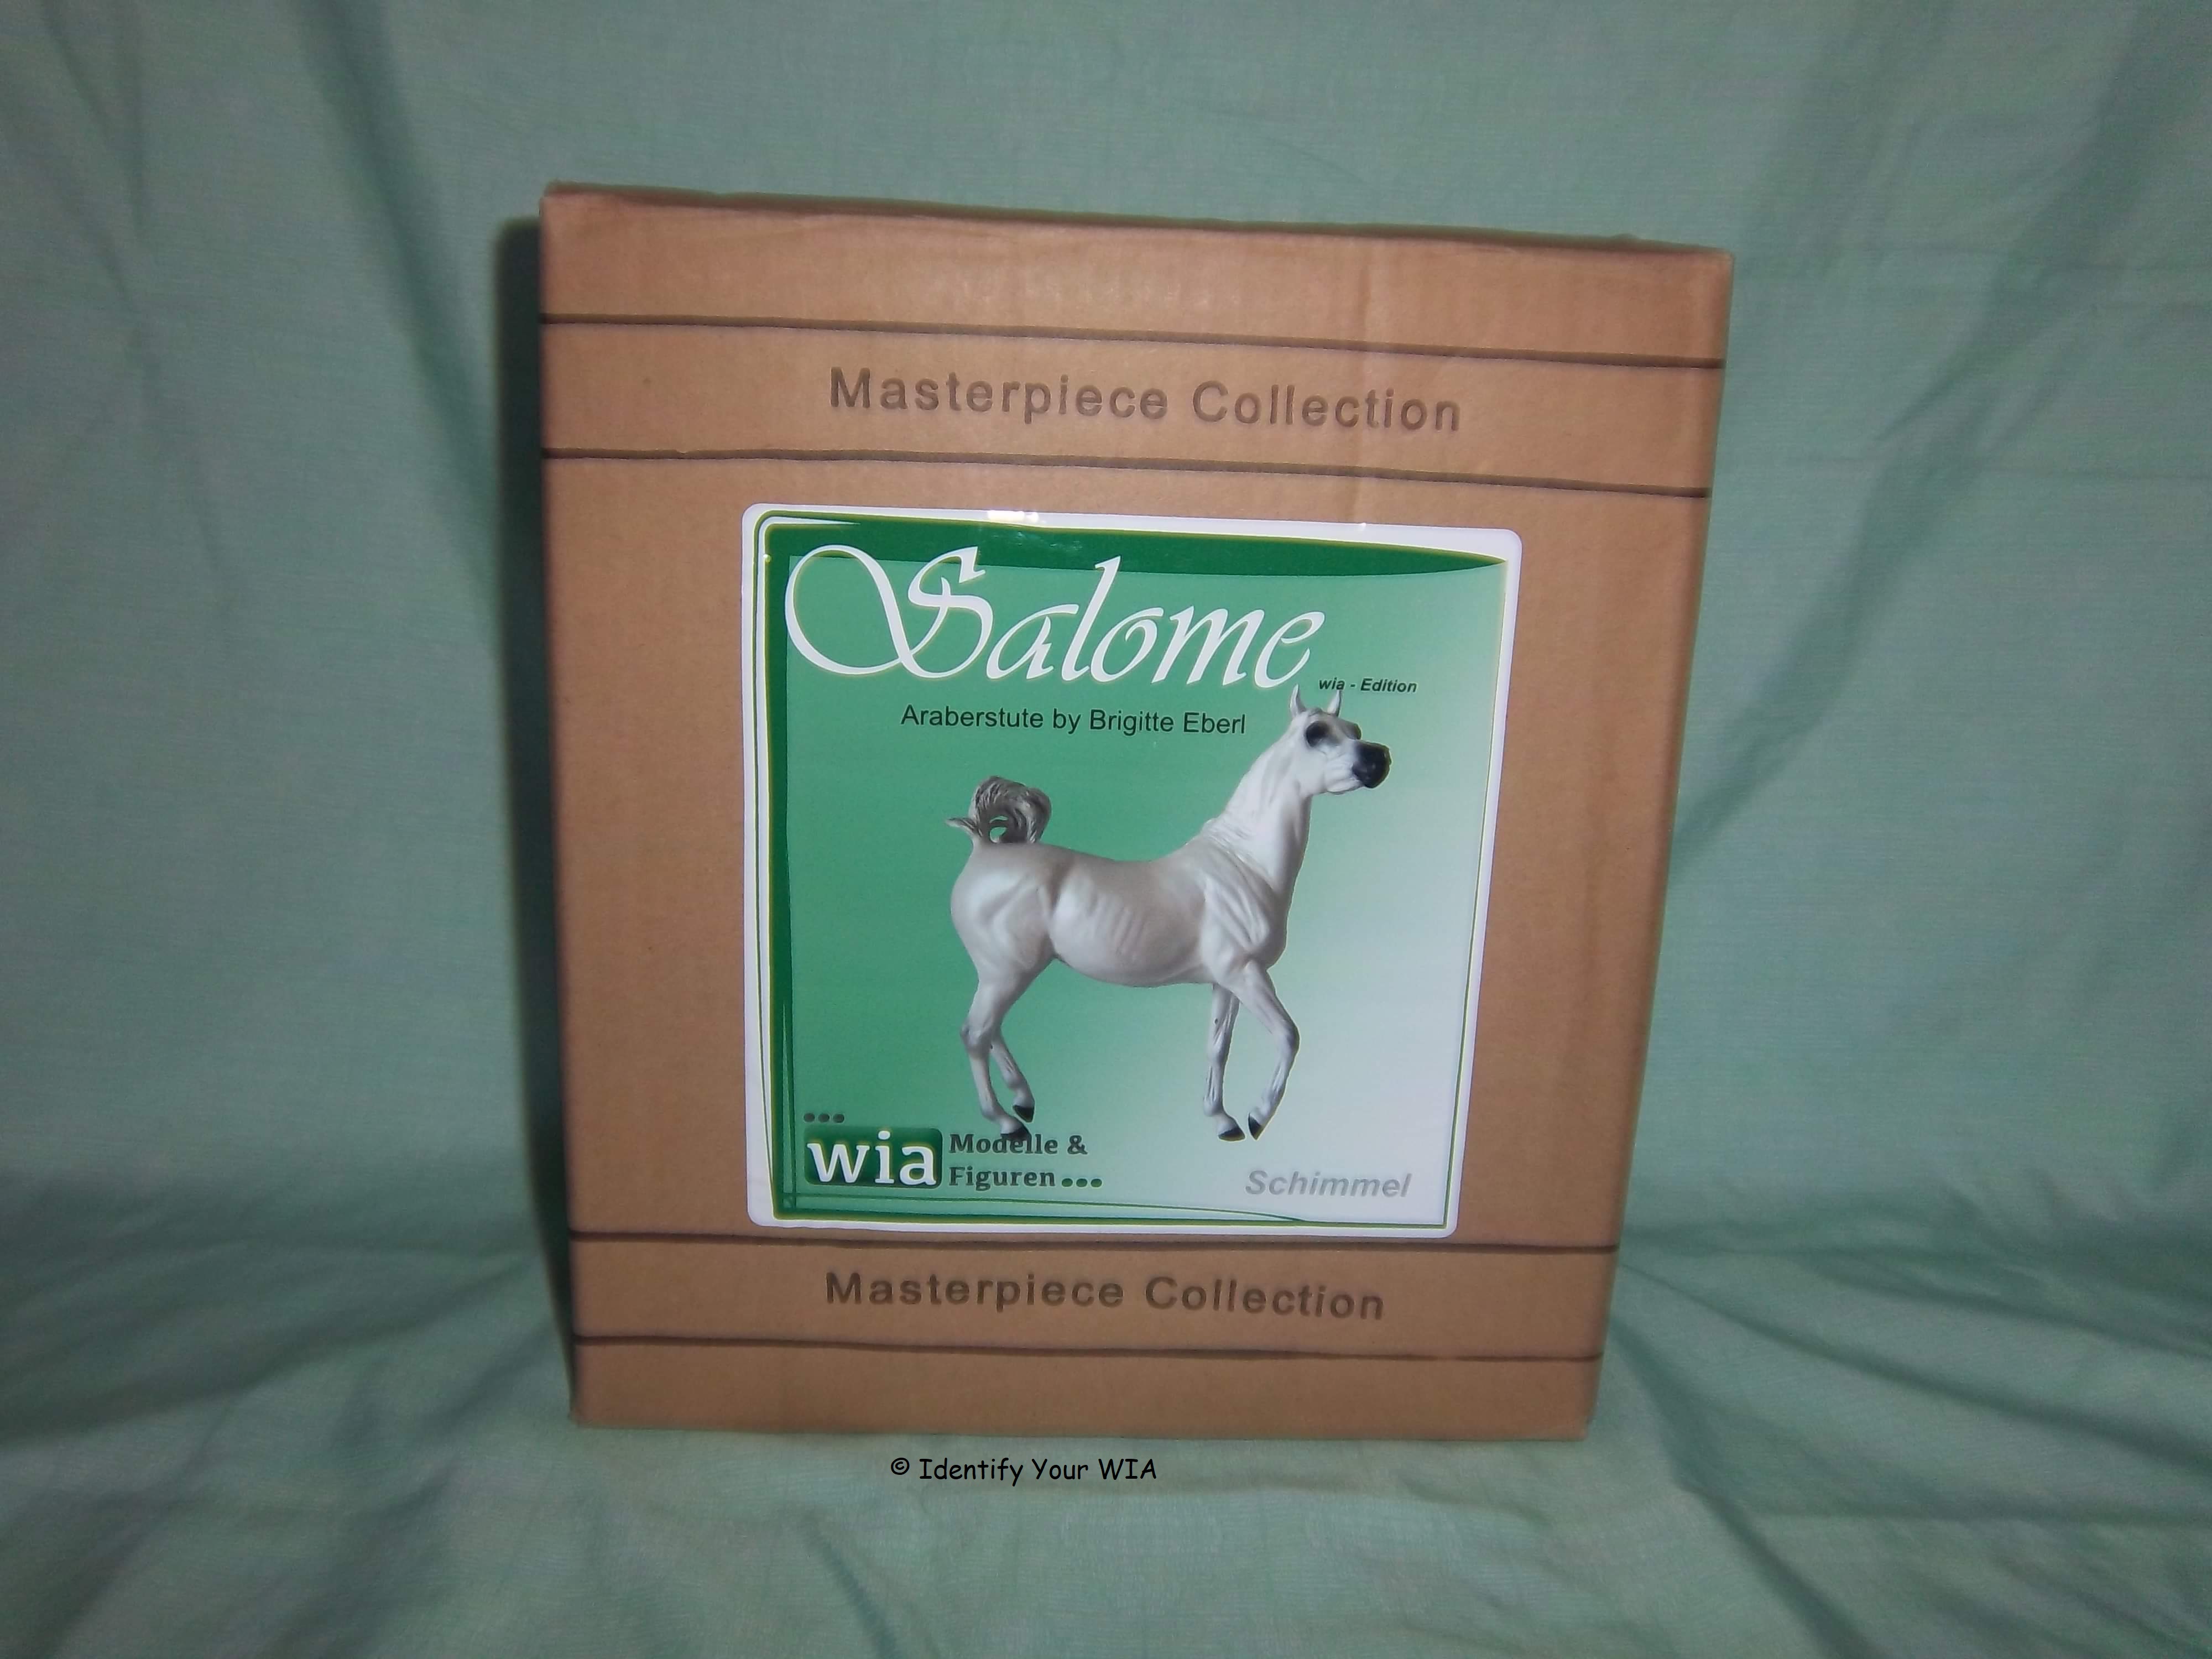 Masterpiece Collection
Salome
wia - Edition
Araberstute by Brigitte Eberl
wia Modelle &
Figuren...
Schimmel
Masterpiece Collection
© Identify Your WIA